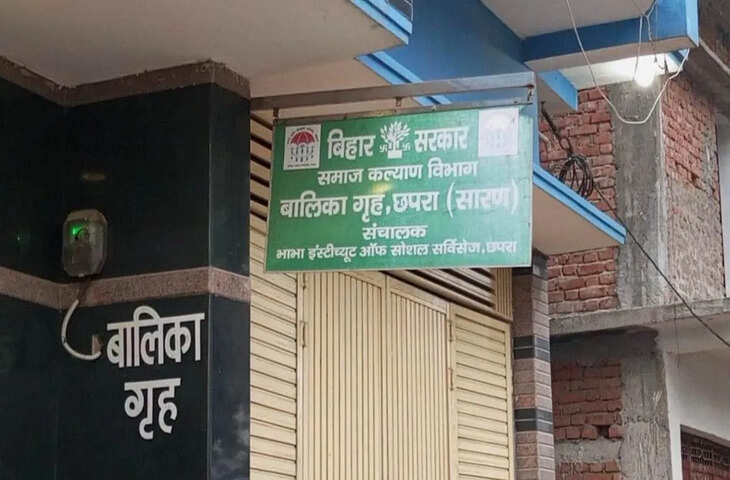 बिहार सरकार
समाज कल्याण विभाग
बालिका गृह, छपरा (सारण)
संचालक
भाभा इंस्टीच्यूट ऑफ सोशल सर्विसेज, छपरा
बालिका
गृह